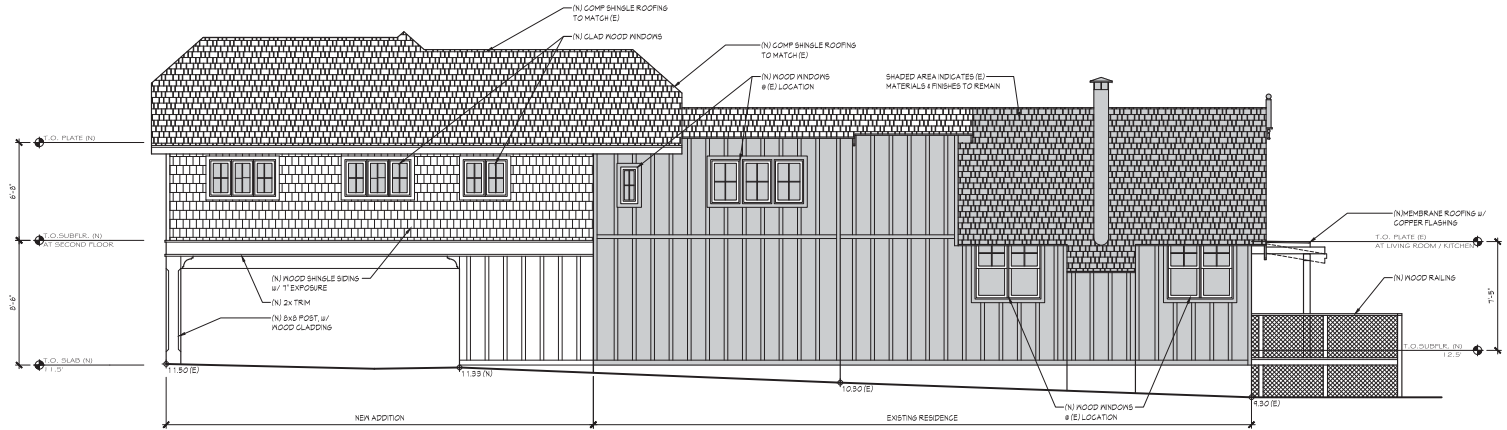 (N) COMP SHINGLE ROOFING
TO MATCH (E)
(N) CLAD WOOD WINDOWS
(N) COMP SHINGLE ROOFING
TO MATCH (E)
(N) WOOD WINDOWS
@ (E) LOCATION
SHADED AREA INDICATES (E)
MATERIALS & FINISHES TO REMAIN
T.O. PLATE (N)
6'-8"
T.O.SUBFLR. (N)
AT SECOND FLOOR
8'-6"
T.O. SLAB (N)
11.5'
(N) WOOD SHINGLE SIDING
w/ 7" EXPOSURE
(N) 2x TRIM
(N) 8x8 POST, w/
WOOD CLADDING
(N)MEMBRANE ROOFING w/
COPPER FLASHING
T.O. PLATE (E)
AT LIVING ROOM / KITCHEN
(N) WOOD RAILING
7'-5"
T.O.SUBFLR. (N)
12.5'
11.50 (E)
11.33 (N)
10.30 (E)
9.30 (E)
(N) WOOD WINDOWS
@ (E) LOCATION
NEW ADDITION
EXISTING RESIDENCE